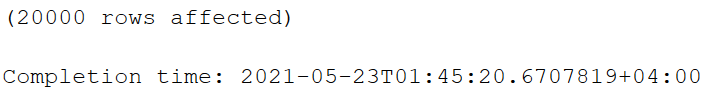 (20000 rows affected)
Completion time: 2021-05-23T01:45:20.6707819+04:00